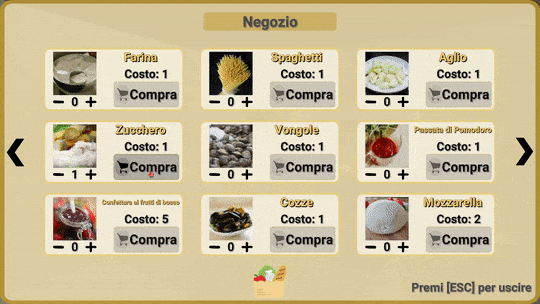 Negozio
Farina
Costo: 1
Compra
0
Spaghetti
Costo: 1
Compra
0
Aglio
Costo: 1
Compra
0
Zucchero
Costo: 1
Compra
1
Vongole
Costo: 1
Compra
0
Passata di Pomodoro
Costo: 1
Compra
0
Confettura ai frutti di bosco
Costo: 5
Compra
0
Cozze
Costo: 1
Compra
0
Mozzarella
Costo: 2
Compra
0
Premi [ESC] per uscire